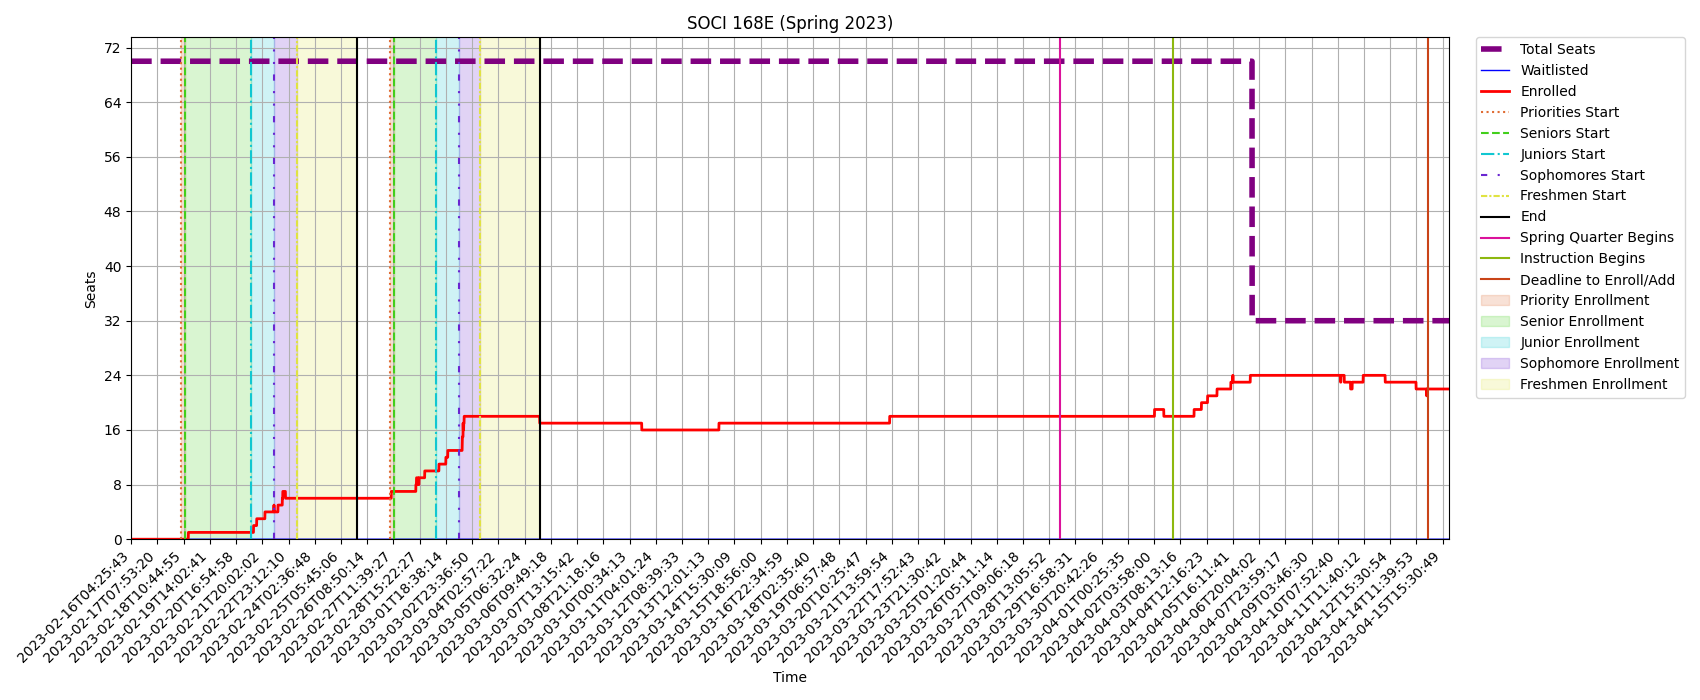 SOCI 168E (Spring 2023)
Seats
72
64
56
48
40
32
24
16
8
0
2023-02-16T04:25:43
2023-02-17T07:53:20
2023-02-18T10:44:55
2023-02-19T14:02:41
2023-02-20T16:54:58
2023-02-21T20:02:02
2023-02-22T23:12:10
2023-02-24T02:36:48
2023-02-25T05:45:06
2023-02-26T08:50:14
2023-02-27T11:39:27
2023-02-28T15:22:27
2023-03-01T18:38:14
2023-03-02T23:36:50
2023-03-04T02:57:22
2023-03-05T06:32:24
2023-03-06T09:49:18
2023-03-07T13:15:42
2023-03-08T21:18:16
2023-03-10T00:34:13
2023-03-11T04:01:24
2023-03-12T08:39:33
2023-03-13T12:01:13
2023-03-14T15:30:09
2023-03-15T18:56:00
2023-03-16T22:34:59
2023-03-18T02:35:40
2023-03-19T06:57:48
2023-03-20T10:25:47
2023-03-21T13:59:54
2023-03-22T17:52:43
2023-03-23T21:30:42
2023-03-25T01:20:44
2023-03-26T05:11:14
2023-03-27T09:06:18
2023-03-28T13:05:52
2023-03-29T16:58:31
2023-03-30T20:42:26
2023-04-01T00:25:35
2023-04-02T03:58:00
2023-04-03T08:13:16
2023-04-04T12:16:23
2023-04-05T16:11:41
2023-04-06T20:04:02
2023-04-07T23:59:17
2023-04-09T03:46:30
2023-04-10T07:52:40
2023-04-11T11:40:12
2023-04-12T15:30:54
2023-04-14T11:39:53
2023-04-15T15:30:49
Time
Total Seats
Waitlisted
Enrolled
Priorities Start
Seniors Start
Juniors Start
Sophomores Start
Freshmen Start
End
Spring Quarter Begins
Instruction Begins
Deadline to Enroll/Add
Priority Enrollment
Senior Enrollment
Junior Enrollment
Sophomore Enrollment
Freshmen Enrollment